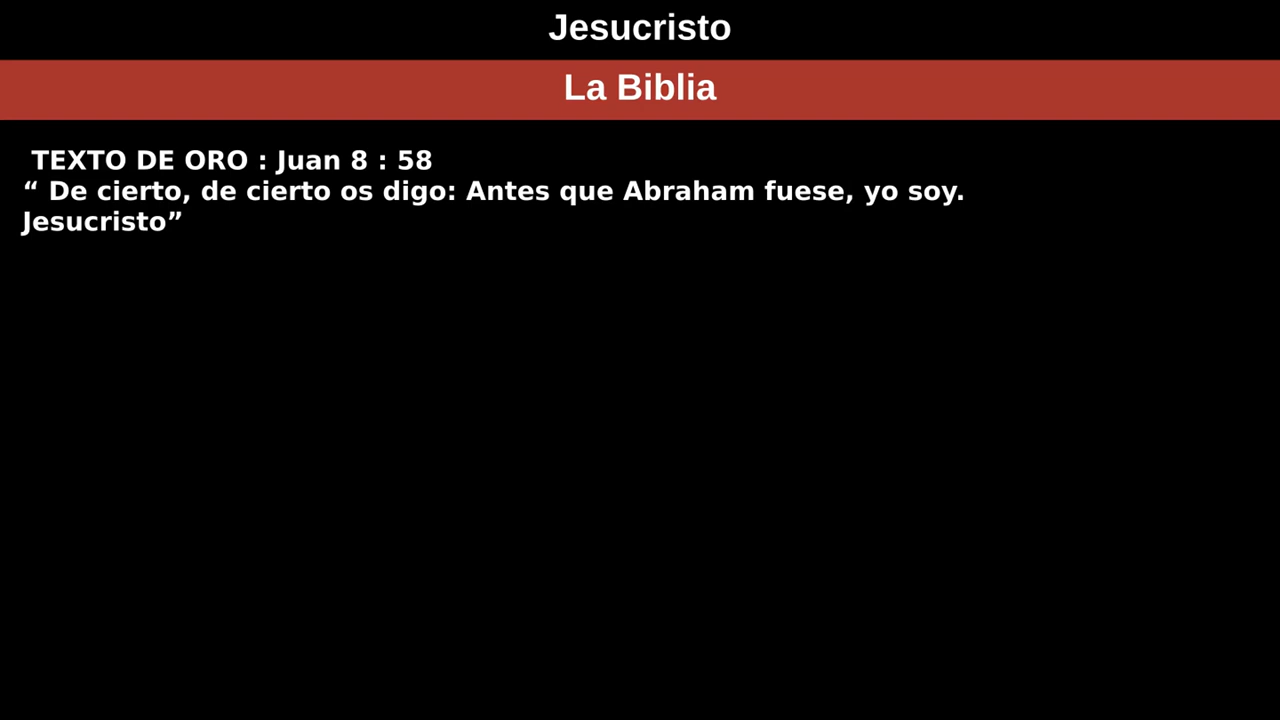 Jesucristo
La Biblia
TEXTO DE ORO : Juan 8 : 58
“ De cierto, de cierto os digo: Antes que Abraham fuese, yo soy.
Jesucristo”